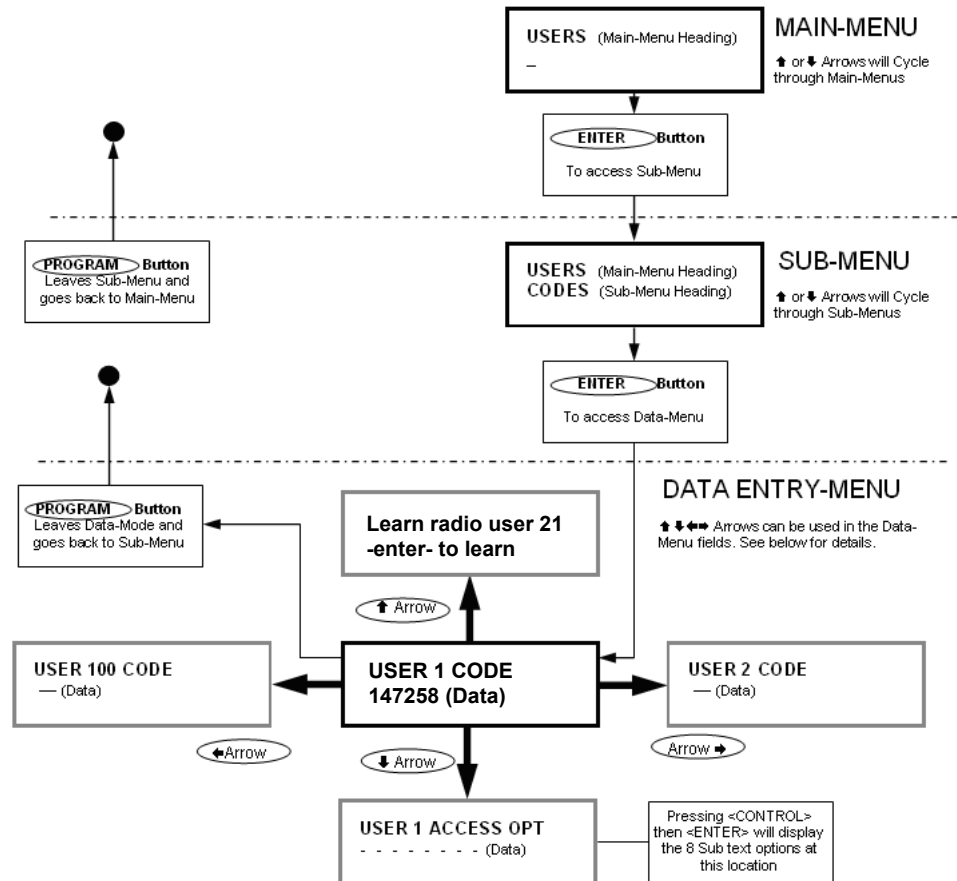 USERS (Main-Menu Heading)
–
MAIN-MENU
⬆ or ⬇ Arrows will Cycle
through Main-Menus
ENTER Button
To access Sub-Menu
PROGRAM Button
Leaves Sub-Menu and
goes back to Main-Menu
USERS (Main-Menu Heading)
CODES (Sub-Menu Heading)
SUB-MENU
⬆ or ⬇ Arrows will Cycle
through Sub-Menus
ENTER Button
To access Data-Menu
PROGRAM Button
Leaves Data-Mode and
goes back to Sub-Menu
DATA ENTRY-MENU
⬆ ⬇ ⬅ ➡ Arrows can be used in the Data-
Menu fields. See below for details.
Learn radio user 21
-enter- to learn
⬆ Arrow
USER 100 CODE
— (Data)
USER 1 CODE
147258 (Data)
USER 2 CODE
— (Data)
⬅Arrow
⬇ Arrow
Arrow ➡
USER 1 ACCESS OPT
- - - - - - - - (Data)
Pressing <CONTROL>
then <ENTER> will display
the 8 Sub text options at
this location